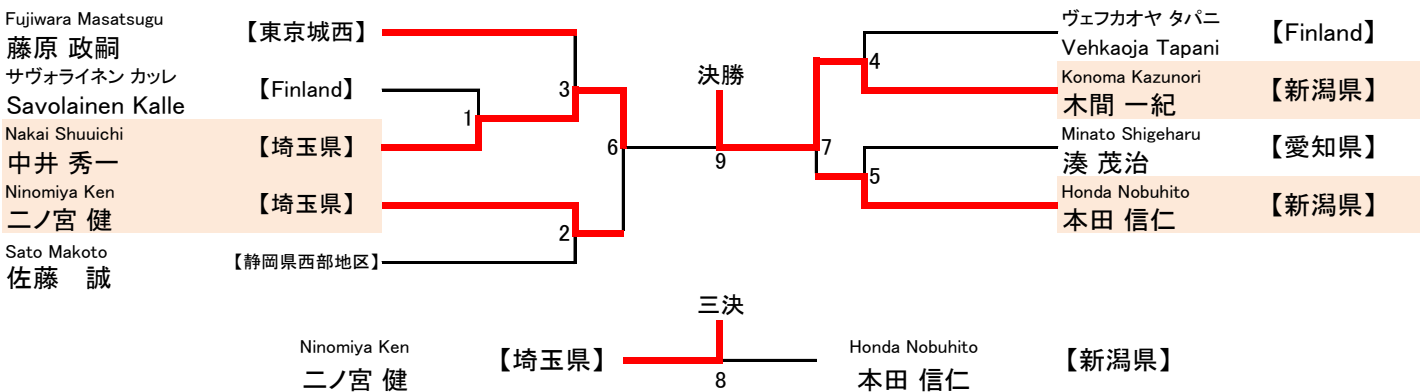 Fujiwara Masatsugu
藤原 政嗣
【東京城西】
サヴォライネン カッレ
Savolainen Kalle
【Finland】
Nakai Shuuichi
中井 秀一
【埼玉県】
Ninomiya Ken
二ノ宮 健
【埼玉県】
Sato Makoto
佐藤　誠
【静岡県西部地区】
1
2
3
6
決勝
9
7
4
5
ヴェフカオヤ タパニ
Vehkaoja Tapani
【Finland】
Konoma Kazunori
木間 一紀
【新潟県】
Minato Shigeharu
湊 茂治
【愛知県】
Honda Nobuhito
本田 信仁
【新潟県】
三決
Ninomiya Ken
二ノ宮 健
【埼玉県】
8
Honda Nobuhito
本田 信仁
【新潟県】